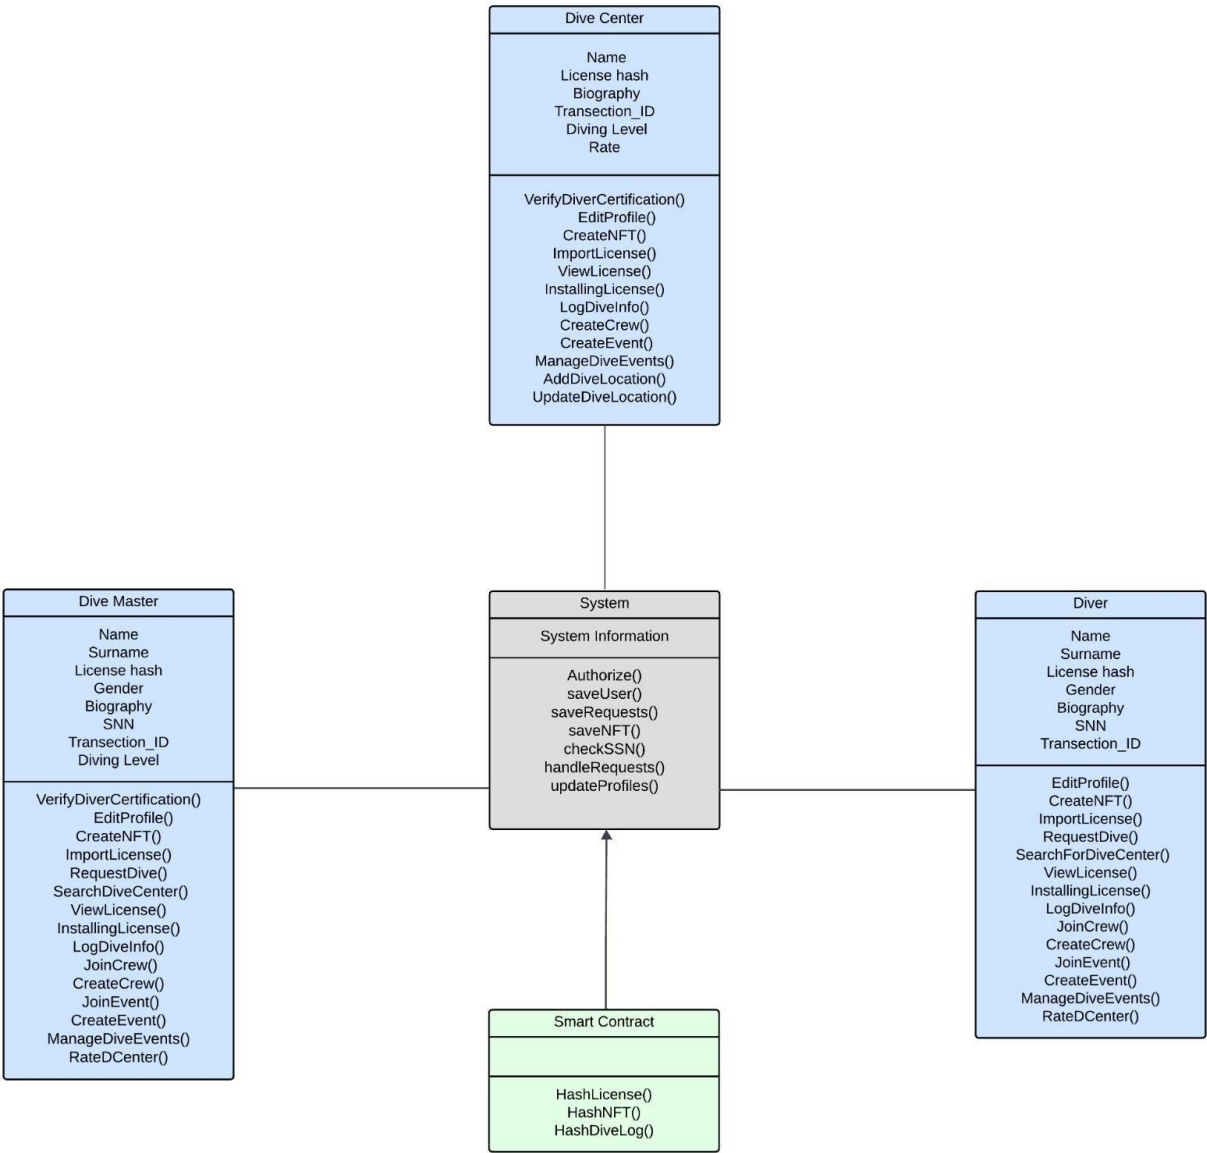 Dive Center
Name
License hash
Biography
Transection_ID
Diving Level
Rate
VerifyDiverCertification()
EditProfile()
CreateNFT()
ImportLicense()
ViewLicense()
InstallingLicense()
LogDiveInfo()
CreateCrew()
CreateEvent()
ManageDiveEvents()
AddDiveLocation()
UpdateDiveLocation()
Dive Master
Name
Surname
License hash
Gender
Biography
SNN
Transection_ID
Diving Level
VerifyDiverCertification()
EditProfile()
CreateNFT()
ImportLicense()
RequestDive()
SearchDiveCenter()
ViewLicense()
InstallingLicense()
LogDiveInfo()
JoinCrew()
CreateCrew()
JoinEvent()
CreateEvent()
ManageDiveEvents()
RateDCenter()
System
System Information
Authorize()
saveUser()
saveRequests()
saveNFT()
checkSSN()
handleRequests()
updateProfiles()
Diver
Name
Surname
License hash
Gender
Biography
SNN
Transection_ID
EditProfile()
CreateNFT()
ImportLicense()
RequestDive()
SearchForDiveCenter()
ViewLicense()
InstallingLicense()
LogDiveInfo()
JoinCrew()
CreateCrew()
JoinEvent()
CreateEvent()
ManageDiveEvents()
RateDCenter()
Smart Contract
HashLicense()
HashNFT()
HashDiveLog()